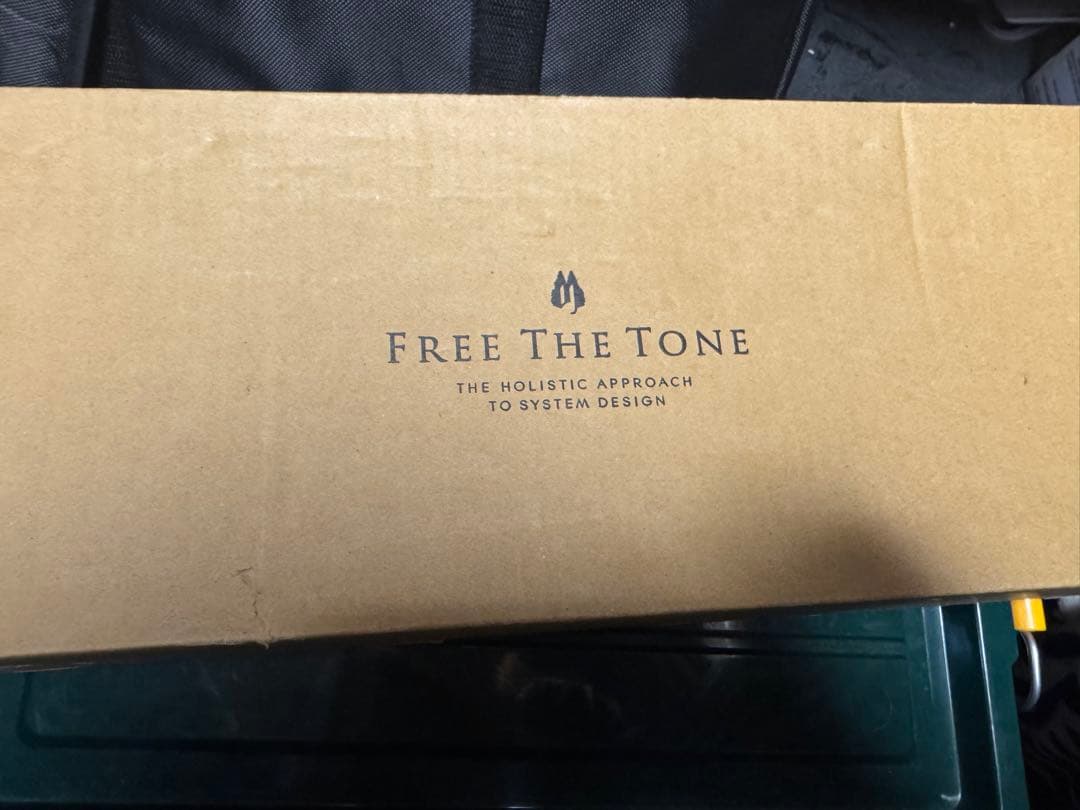 FREE THE TONE
THE HOLISTIC APPROACH
TO SYSTEM DESIGN